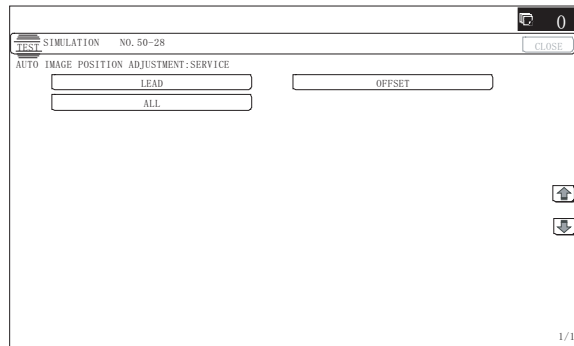 0
TEST SIMULATION NO.50-28 CLOSE
AUTO IMAGE POSITION ADJUSTMENT:SERVICE
LEAD OFFSET
ALL
1/1